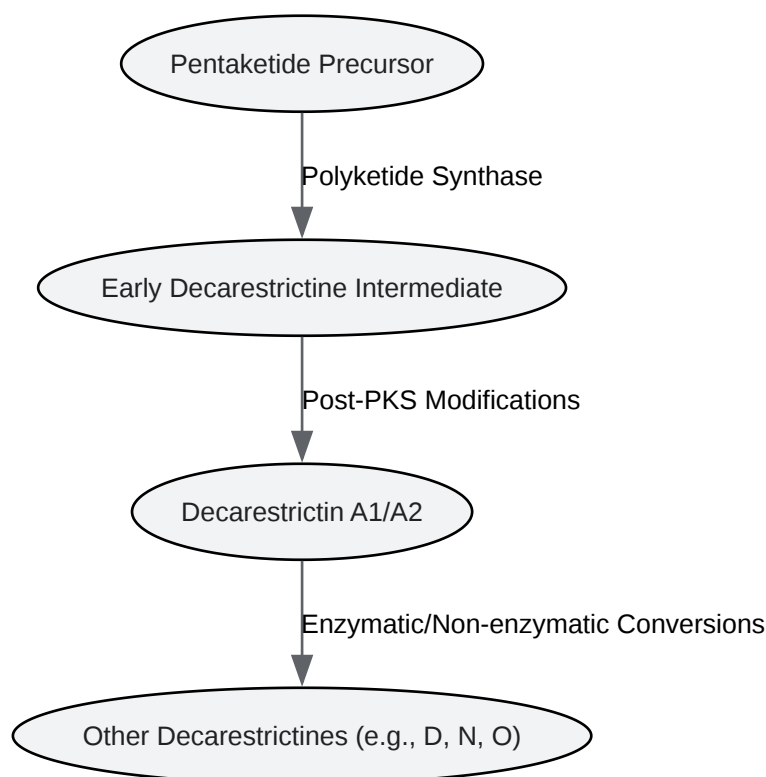 Pentaketide Precursor
Polyketide Synthase
Early Decarestrictine Intermediate
Post-PKS Modifications
Decarestrictin A1/A2
Enzymatic/Non-enzymatic Conversions
Other Decarestrictines (e.g., D, N, O)